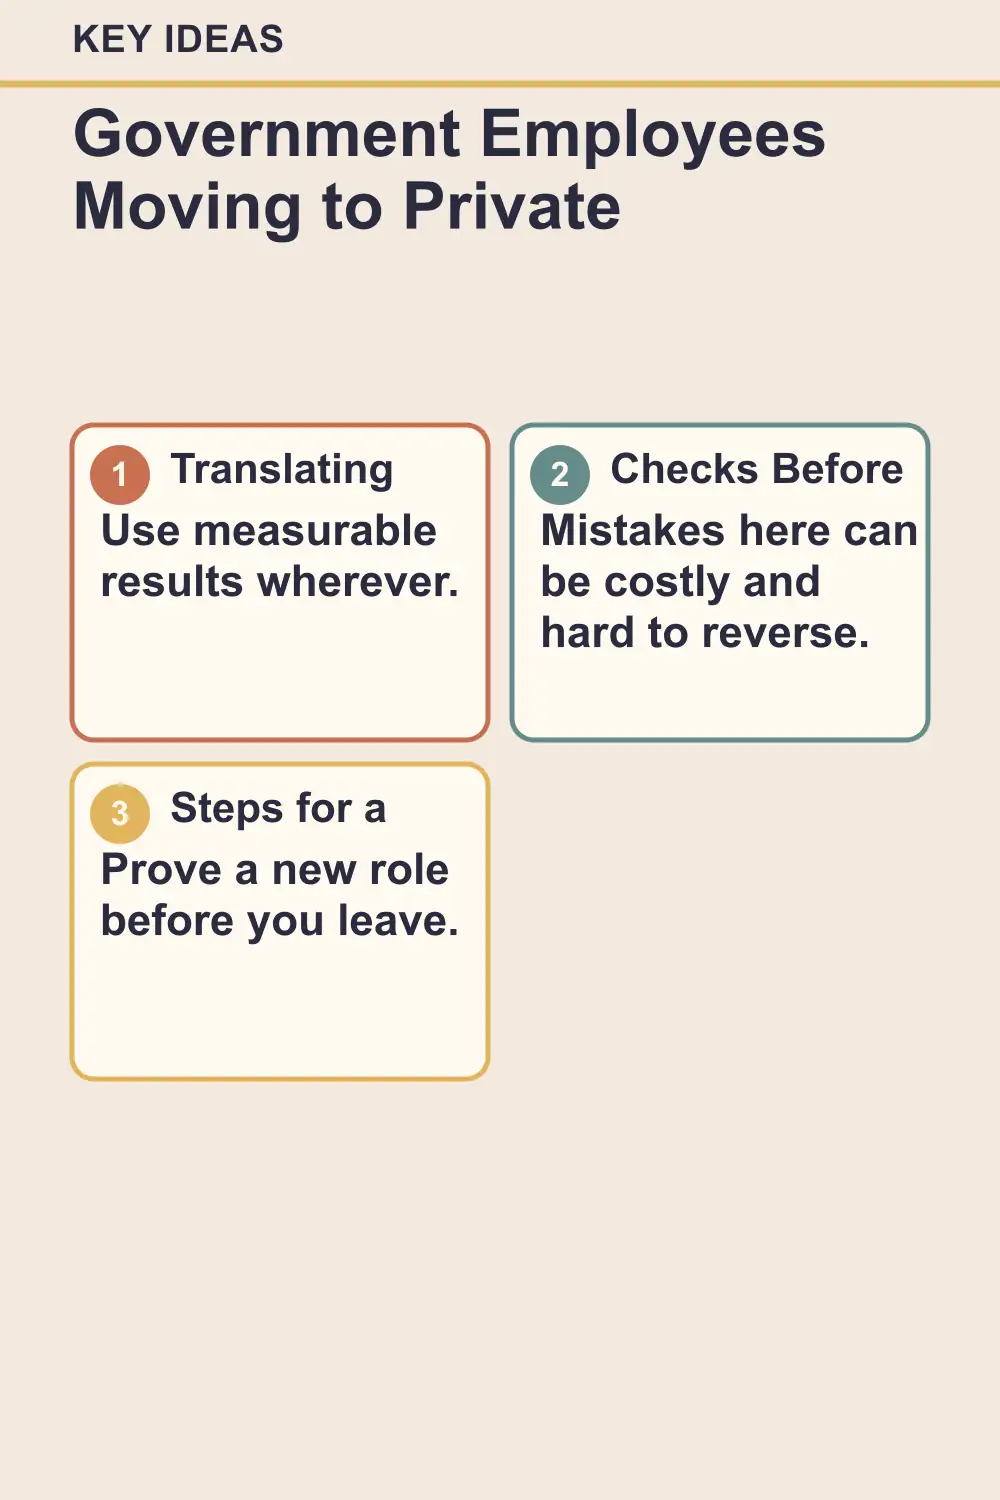 KEY IDEAS
Government Employees
Moving to Private
1 Translating
Use measurable
results wherever.
2 Checks Before
Mistakes here can
be costly and
hard to reverse.
3 Steps for a
Prove a new role
before you leave.